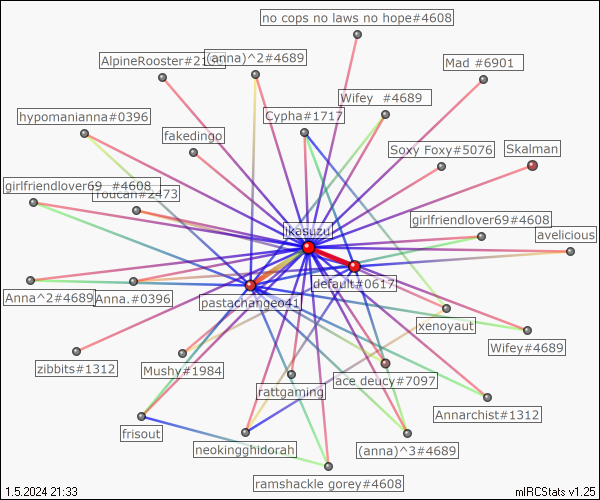 no cops no laws no hope#4608
AlpineRooster#21
(anna)^2#4689
Mad #6901
hypomanianna#0396
Cypha#1717
Wifey #4689
fakedingo
Soxy Foxy#5076
Skalman
girlfriendlover69 #4608
Toucan#2473
girlfriendlover69#4608
ikasuzu
avelicious
default#0617
Anna^2#4689
Anna.#0396
pastachangeo41
xenoyaut
Wifey#4689
zibbits#1312
Mushy#1984
rattgaming
ace deucy#7097
Annarchist#1312
frisout
neokingghidorah
(anna)^3#4689
ramshackle gorey#4608
1.5.2024 21:33
mIRCStats v1.25